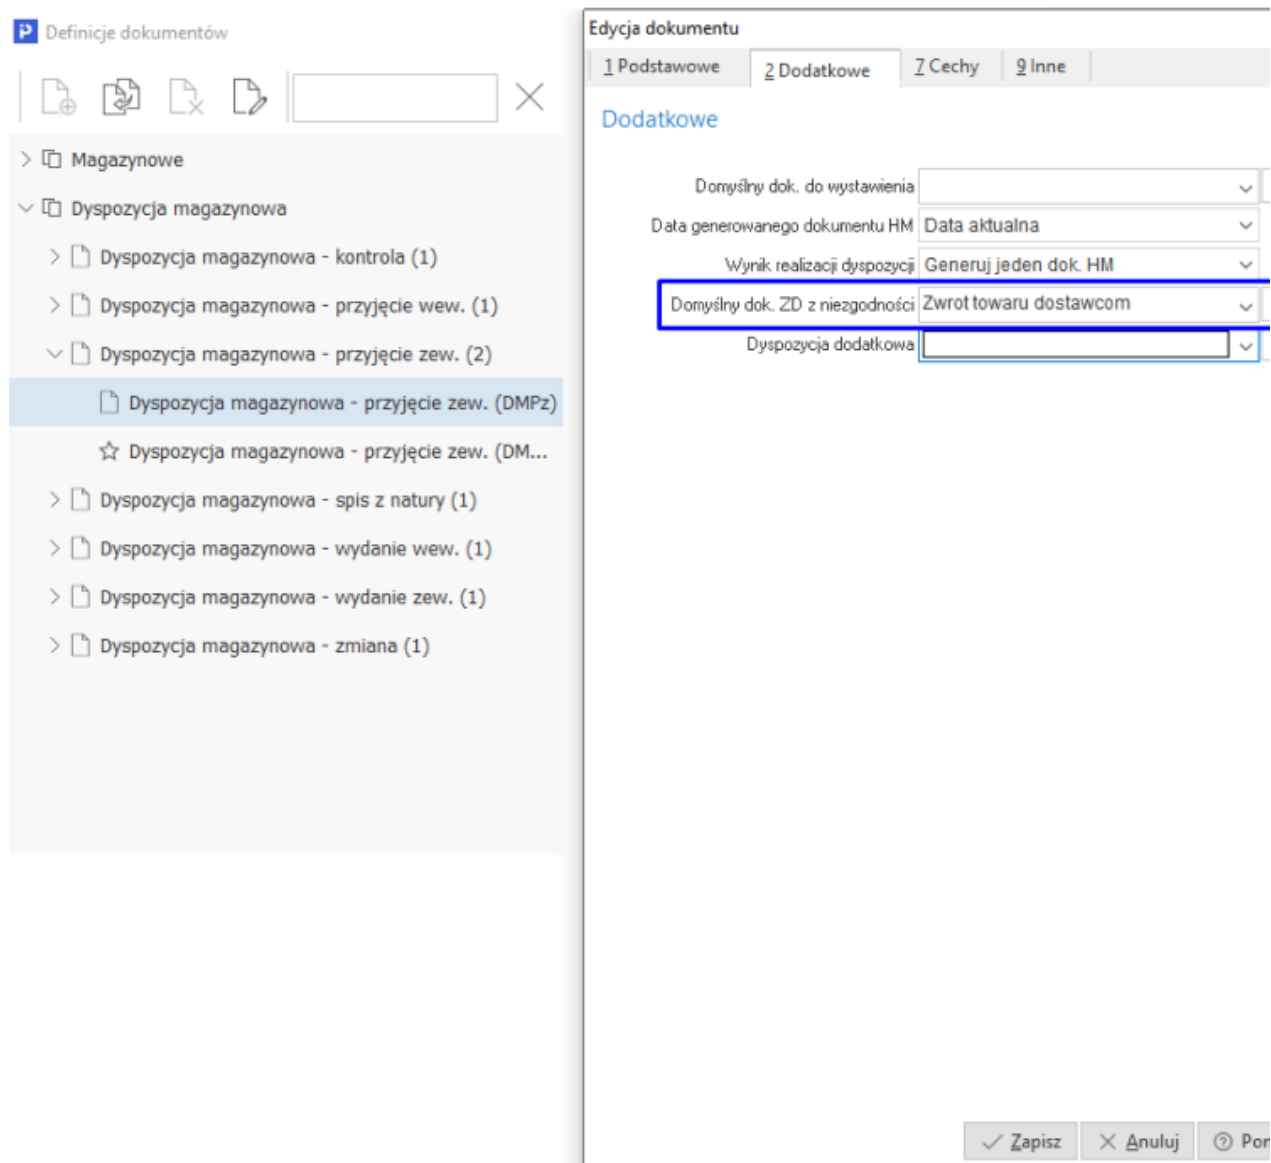 Definicje dokumentów
Magazynowe
Dyspozycja magazynowa
Dyspozycja magazynowa - kontrola (1)
Dyspozycja magazynowa - przyjęcie wew. (1)
Dyspozycja magazynowa - przyjęcie zew. (2)
Dyspozycja magazynowa - przyjęcie zew. (DMPz)
Dyspozycja magazynowa - przyjęcie zew. (DM...
Dyspozycja magazynowa - spis z natury (1)
Dyspozycja magazynowa - wydanie wew. (1)
Dyspozycja magazynowa - wydanie zew. (1)
Dyspozycja magazynowa - zmiana (1)
Edycja dokumentu
1 Podstawowe 2 Dodatkowe 7 Cechy 9 Inne
Dodatkowe
Domyślny dok. do wystawienia
Data generowanego dokumentu HM Data aktualna
Wynik realizacji dyspozycji Generuj jeden dok. HM
Domyślny dok. ZD z niezgodności Zwrot towaru dostawcom
Dyspozycja dodatkowa
Zapisz Anuluj